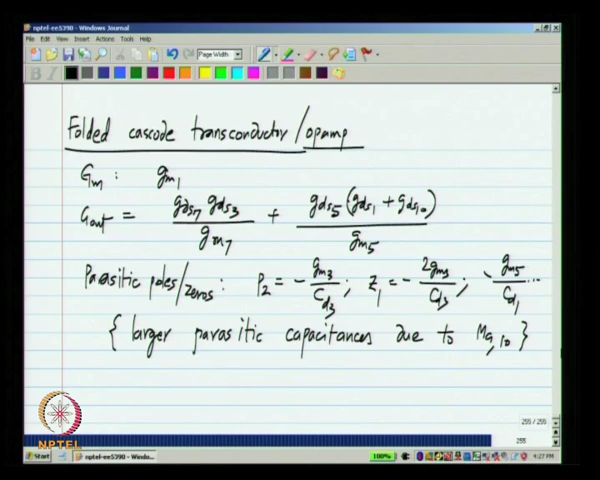 nptel-ee5390 - Windows Journal
File Edit View Insert Actions Tools Help
Page Width
B I
Folded cascode transconductor/opamp
Gm : gm1
Gout = gds7 gds3 / gm7 + gds5 (gds1 + gds10) / gm5
Parasitic poles/zeros : P2 = - gm3 / Cd3 ; Z1 = - 2gm3 / Cd3 ; - gm5 / Cd1 ...
{ larger parasitic capacitances due to M9,10 }
255 / 255
255
NPTEL
Start nptel-ee5390 - Windo... 100% 4:27 PM